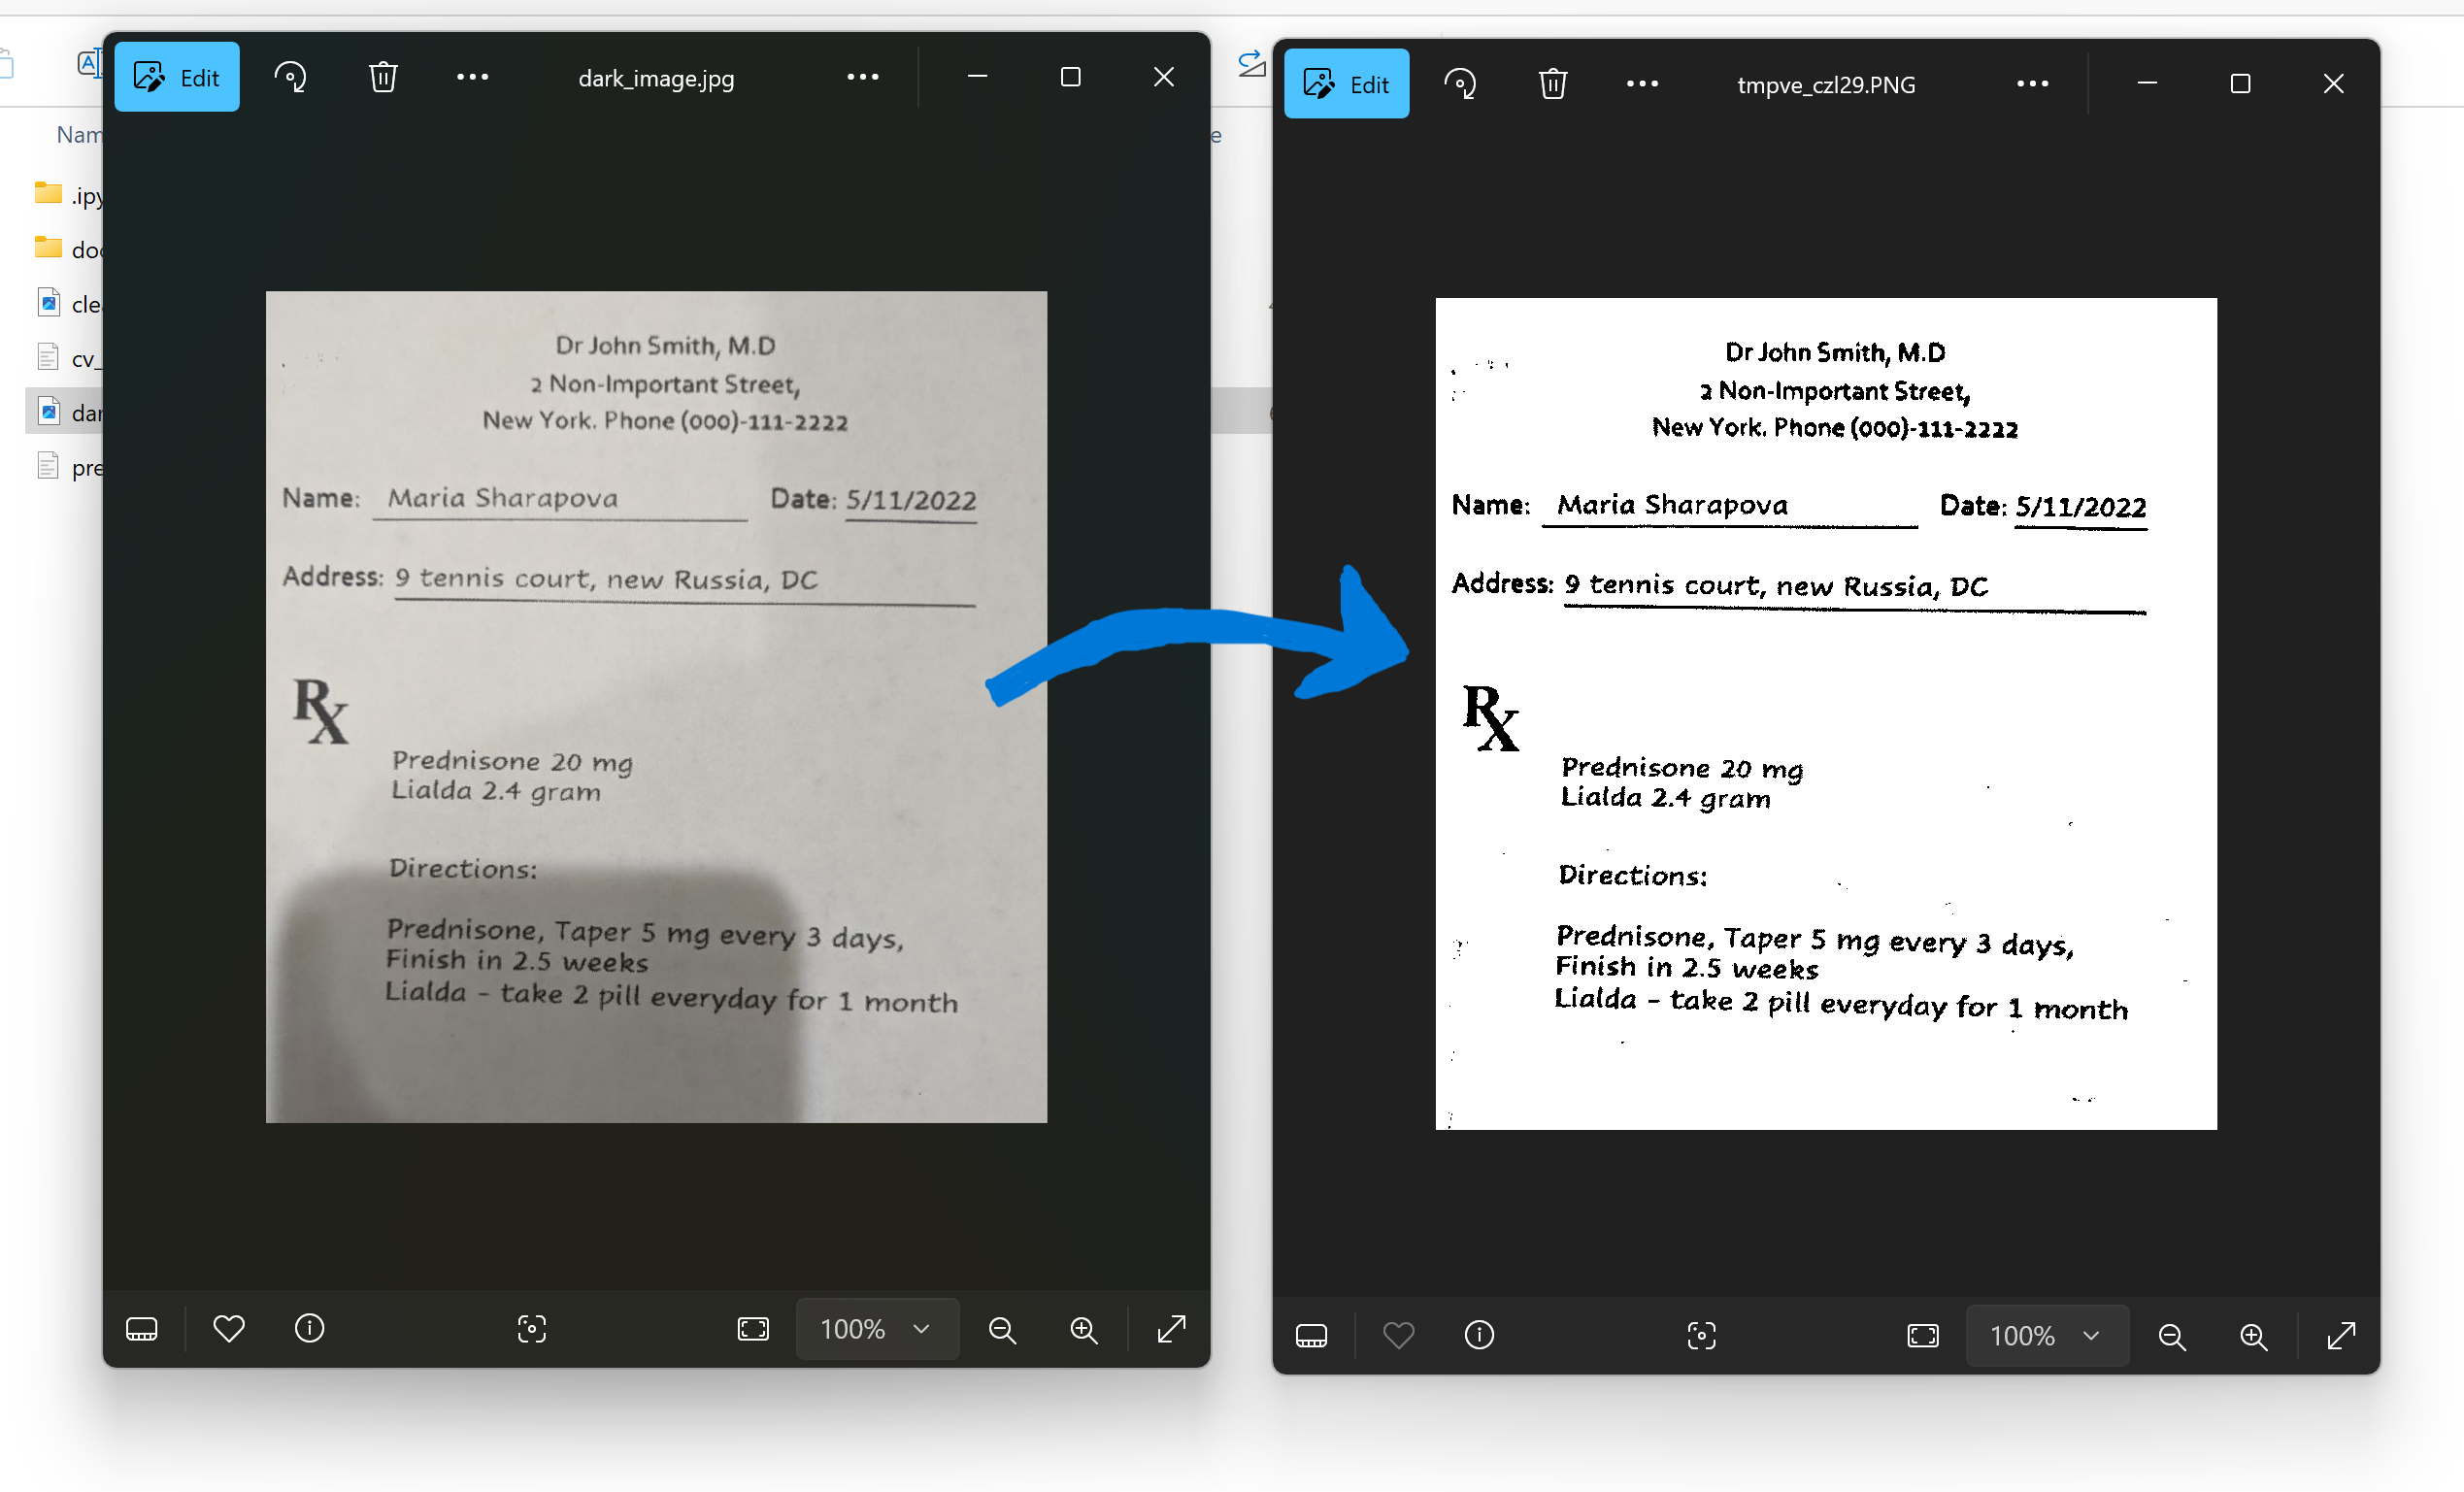 Nam
.ipy
doc
cle
cv_
dar
pre
e
Edit
dark_image.jpg
Dr John Smith, M.D
2 Non-Important Street,
New York. Phone (000)-111-2222
Name: Maria Sharapova Date: 5/11/2022
Address: 9 tennis court, new Russia, DC
Rx
Prednisone 20 mg
Lialda 2.4 gram
Directions:
Prednisone, Taper 5 mg every 3 days,
Finish in 2.5 weeks
Lialda - take 2 pill everyday for 1 month
100%
Edit
tmpve_czl29.PNG
Dr John Smith, M.D
2 Non-Important Street,
New York. Phone (000)-111-2222
Name: Maria Sharapova Date: 5/11/2022
Address: 9 tennis court, new Russia, DC
Rx
Prednisone 20 mg
Lialda 2.4 gram
Directions:
Prednisone, Taper 5 mg every 3 days,
Finish in 2.5 weeks
Lialda - take 2 pill everyday for 1 month
100%